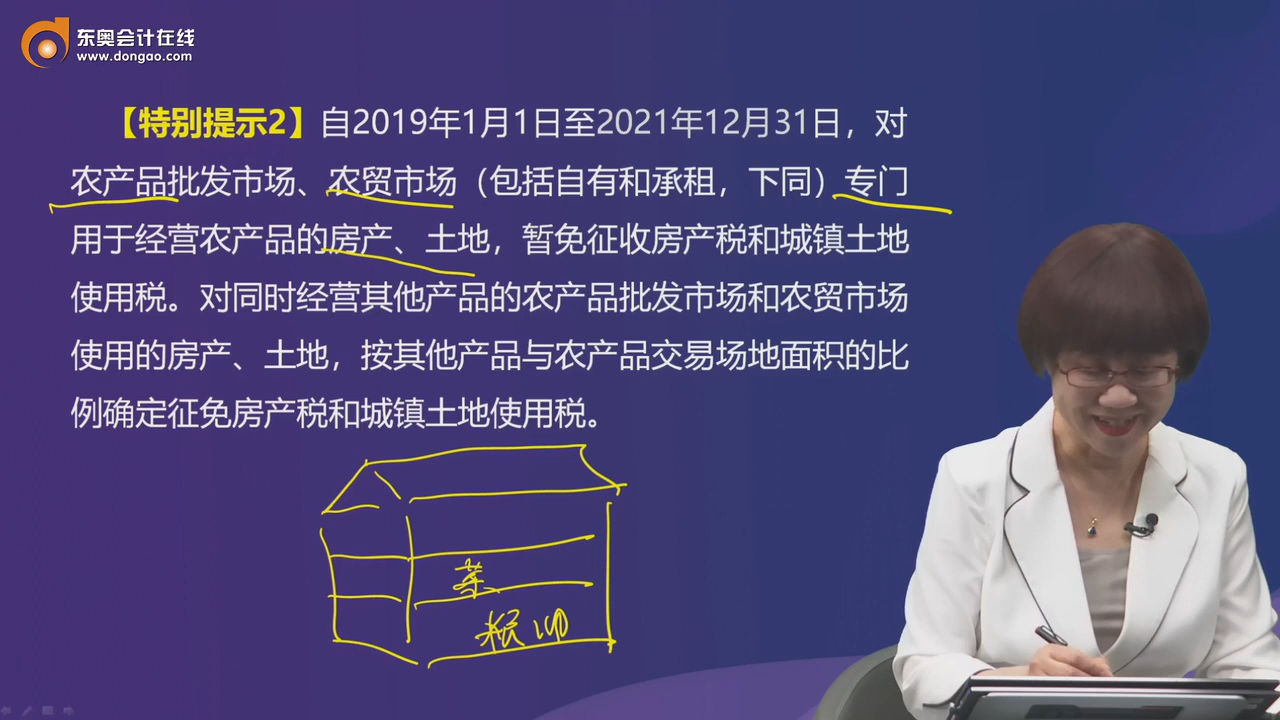 东奥会计在线
www.dongao.com
【特别提示2】自2019年1月1日至2021年12月31日，对
农产品批发市场、农贸市场（包括自有和承租，下同）专门
用于经营农产品的房产、土地，暂免征收房产税和城镇土地
使用税。对同时经营其他产品的农产品批发市场和农贸市场
使用的房产、土地，按其他产品与农产品交易场地面积的比
例确定征免房产税和城镇土地使用税。
菜